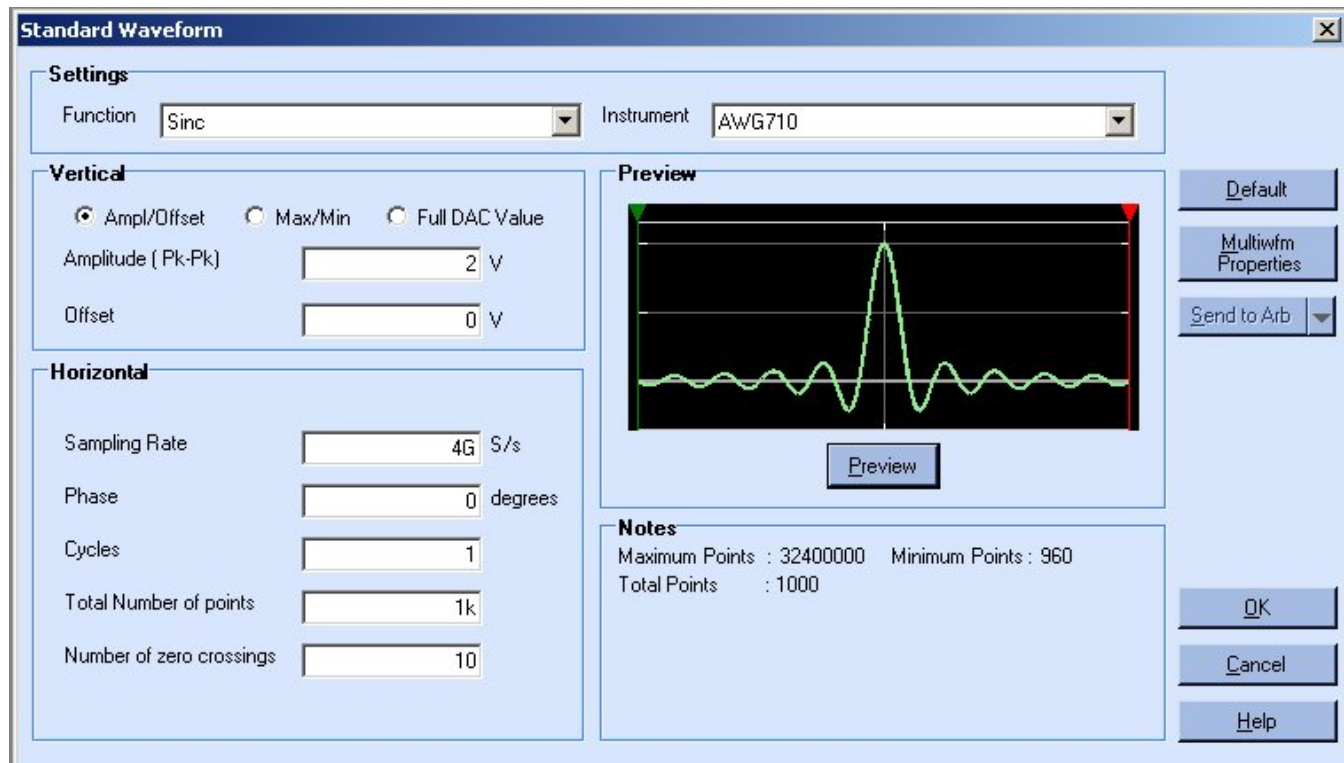 Standard Waveform
Settings
Function Sinc Instrument AWG710
Vertical
Ampl/Offset Max/Min Full DAC Value
Amplitude ( Pk-Pk) 2 V
Offset 0 V
Horizontal
Sampling Rate 4G S/s
Phase 0 degrees
Cycles 1
Total Number of points 1k
Number of zero crossings 10
Preview
Preview
Notes
Maximum Points : 32400000 Minimum Points : 960
Total Points : 1000
Default
Multiwfm
Properties
Send to Arb
OK
Cancel
Help